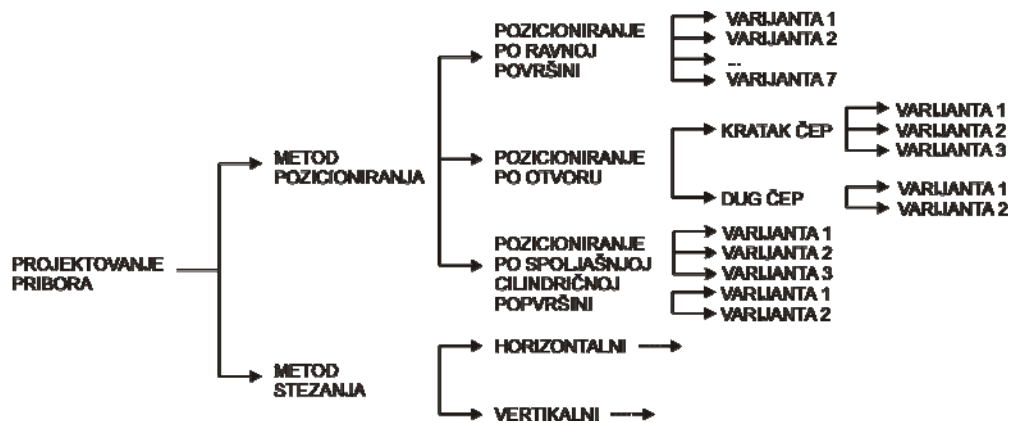 PROJEKTOVANJE
PRIBORA
METOD
POZICIONIRANJA
POZICIONIRANJE
PO RAVNOJ
POVRŠINI
VARIJANTA 1
VARIJANTA 2
...
VARIJANTA 7
POZICIONIRANJE
PO OTVORU
KRATAK ČEP
VARIJANTA 1
VARIJANTA 2
VARIJANTA 3
DUG ČEP
VARIJANTA 1
VARIJANTA 2
POZICIONIRANJE
PO SPOLJAŠNJOJ
CILINDRIČNOJ
POPVRŠINI
VARIJANTA 1
VARIJANTA 2
VARIJANTA 3
VARIJANTA 1
VARIJANTA 2
METOD
STEZANJA
HORIZONTALNI
VERTIKALNI